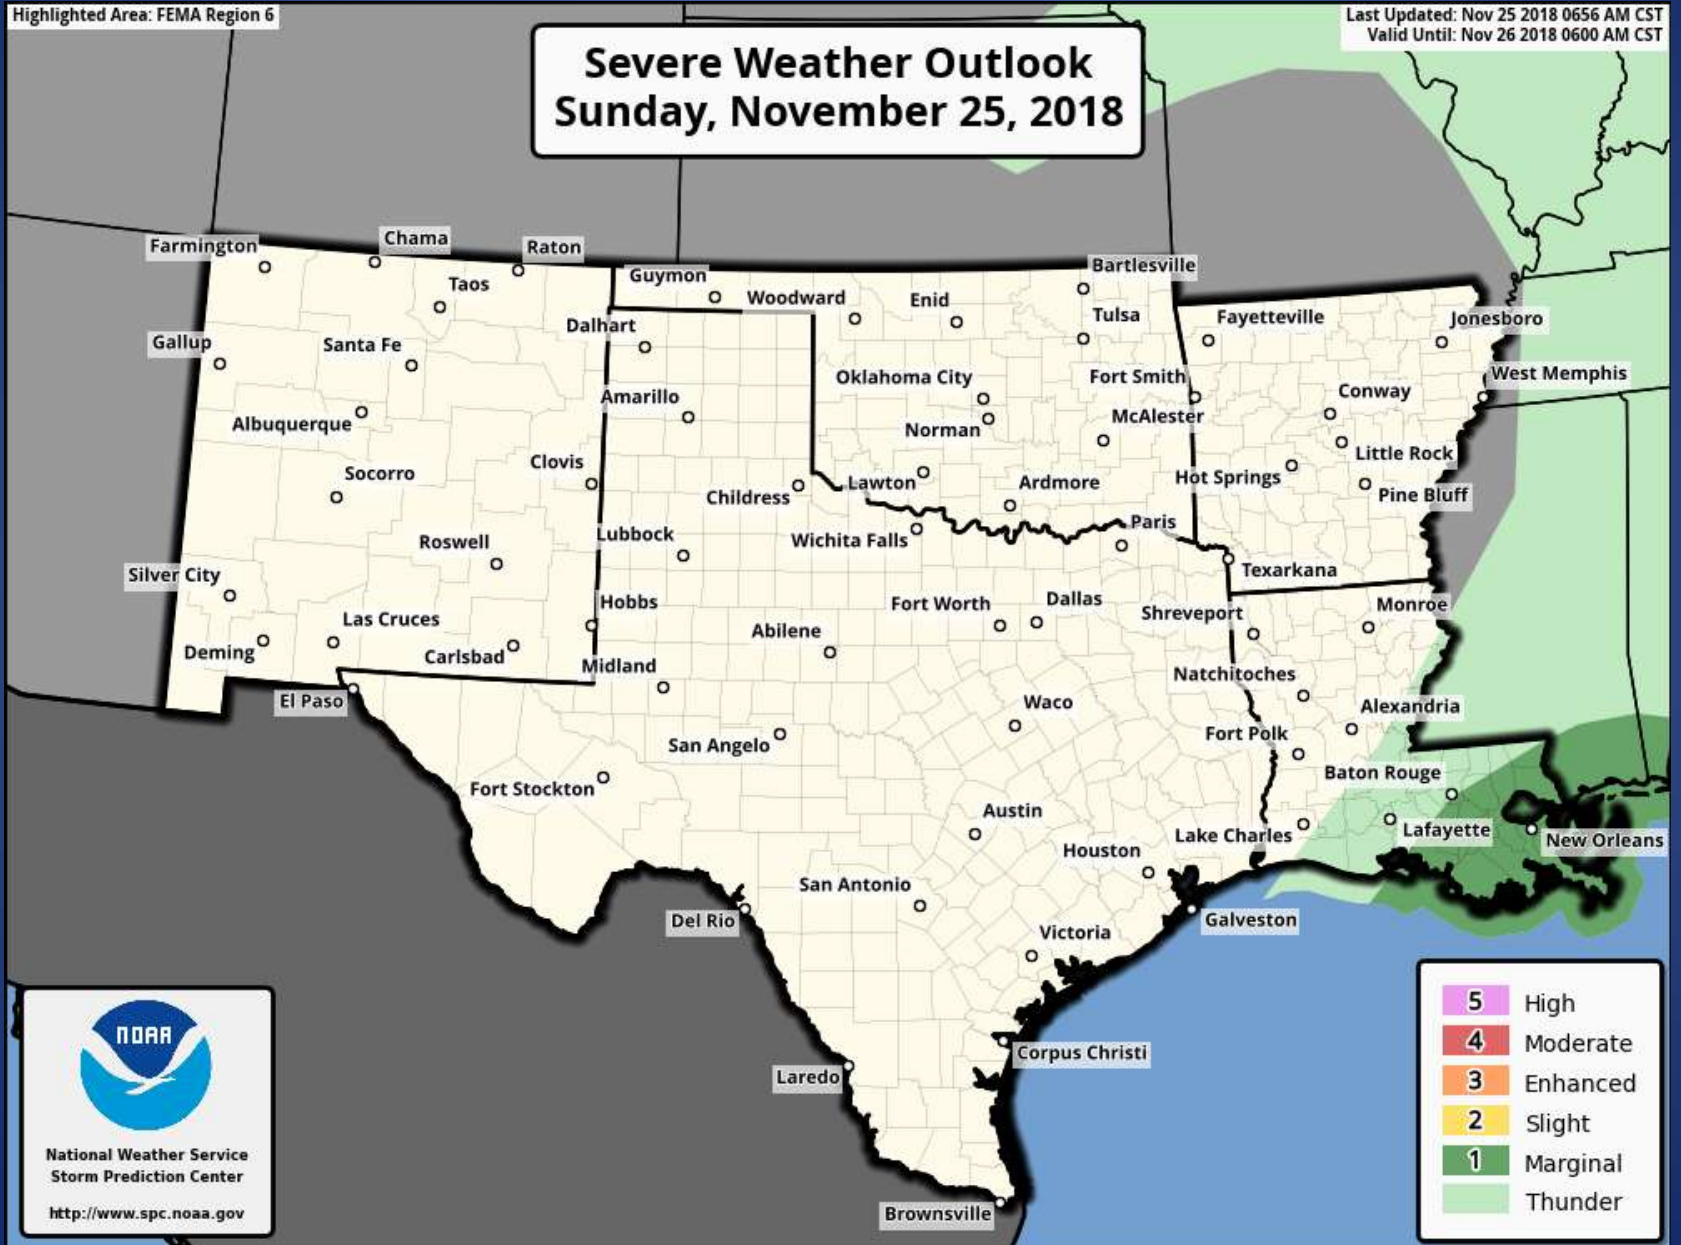 Highlighted Area: FEMA Region 6
Last Updated: Nov 25 2018 0656 AM CST
Valid Until: Nov 26 2018 0600 AM CST
Severe Weather Outlook
Sunday, November 25, 2018
Farmington
Chama
Raton
Taos
Guymon
Woodward
Enid
Bartlesville
Tulsa
Fayetteville
Jonesboro
Gallup
Santa Fe
Dalhart
Oklahoma City
Fort Smith
West Memphis
Conway
Albuquerque
Amarillo
Norman
McAlester
Little Rock
Socorro
Clovis
Childress
Lawton
Ardmore
Hot Springs
Pine Bluff
Roswell
Lubbock
Wichita Falls
Paris
Texarkana
Silver City
Las Cruces
Hobbs
Fort Worth
Dallas
Shreveport
Monroe
Deming
Carlsbad
Midland
Abilene
Natchitoches
El Paso
San Angelo
Waco
Alexandria
Fort Polk
Fort Stockton
Baton Rouge
Austin
Lake Charles
Lafayette
New Orleans
Houston
San Antonio
Del Rio
Galveston
Victoria
Corpus Christi
Laredo
Brownsville
NOAA
National Weather Service
Storm Prediction Center
http://www.spc.noaa.gov
5 High
4 Moderate
3 Enhanced
2 Slight
1 Marginal
Thunder